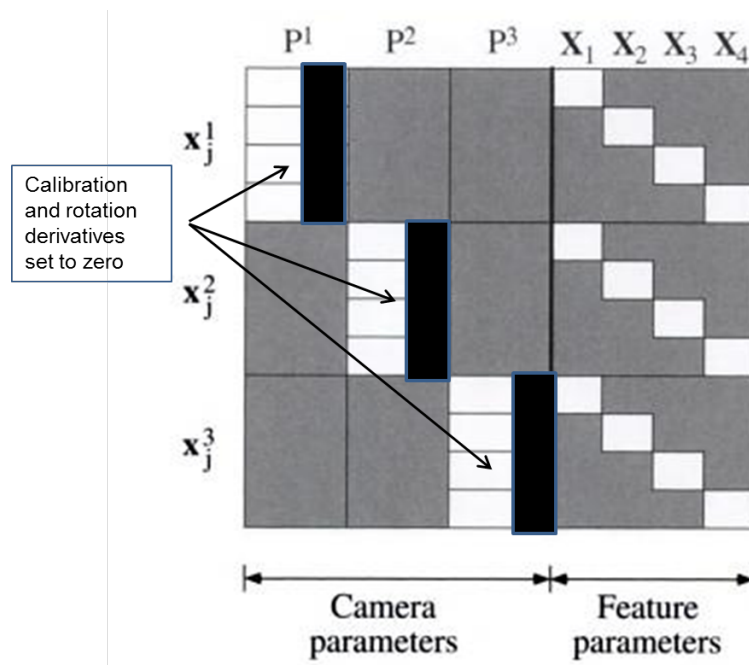 P¹ P² P³ X₁ X₂ X₃ X₄
x¹ⱼ
Calibration
and rotation
derivatives
set to zero
x²ⱼ
x³ⱼ
Camera
parameters
Feature
parameters